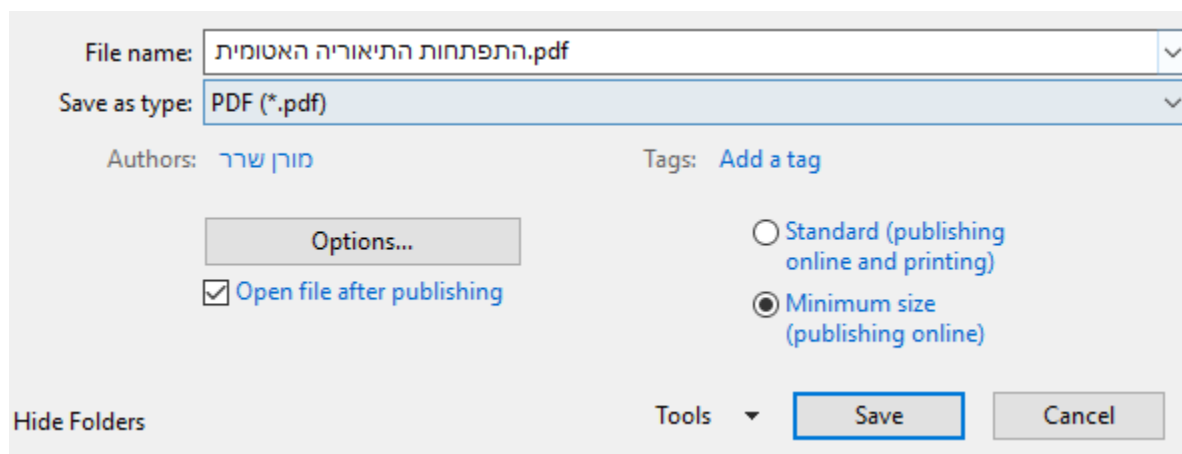 File name: התפתחות התיאוריה האטומית.pdf
Save as type: PDF (*.pdf)
Authors: מורן שרר Tags: Add a tag
Options...
Open file after publishing
Standard (publishing
online and printing)
Minimum size
(publishing online)
Hide Folders Tools Save Cancel